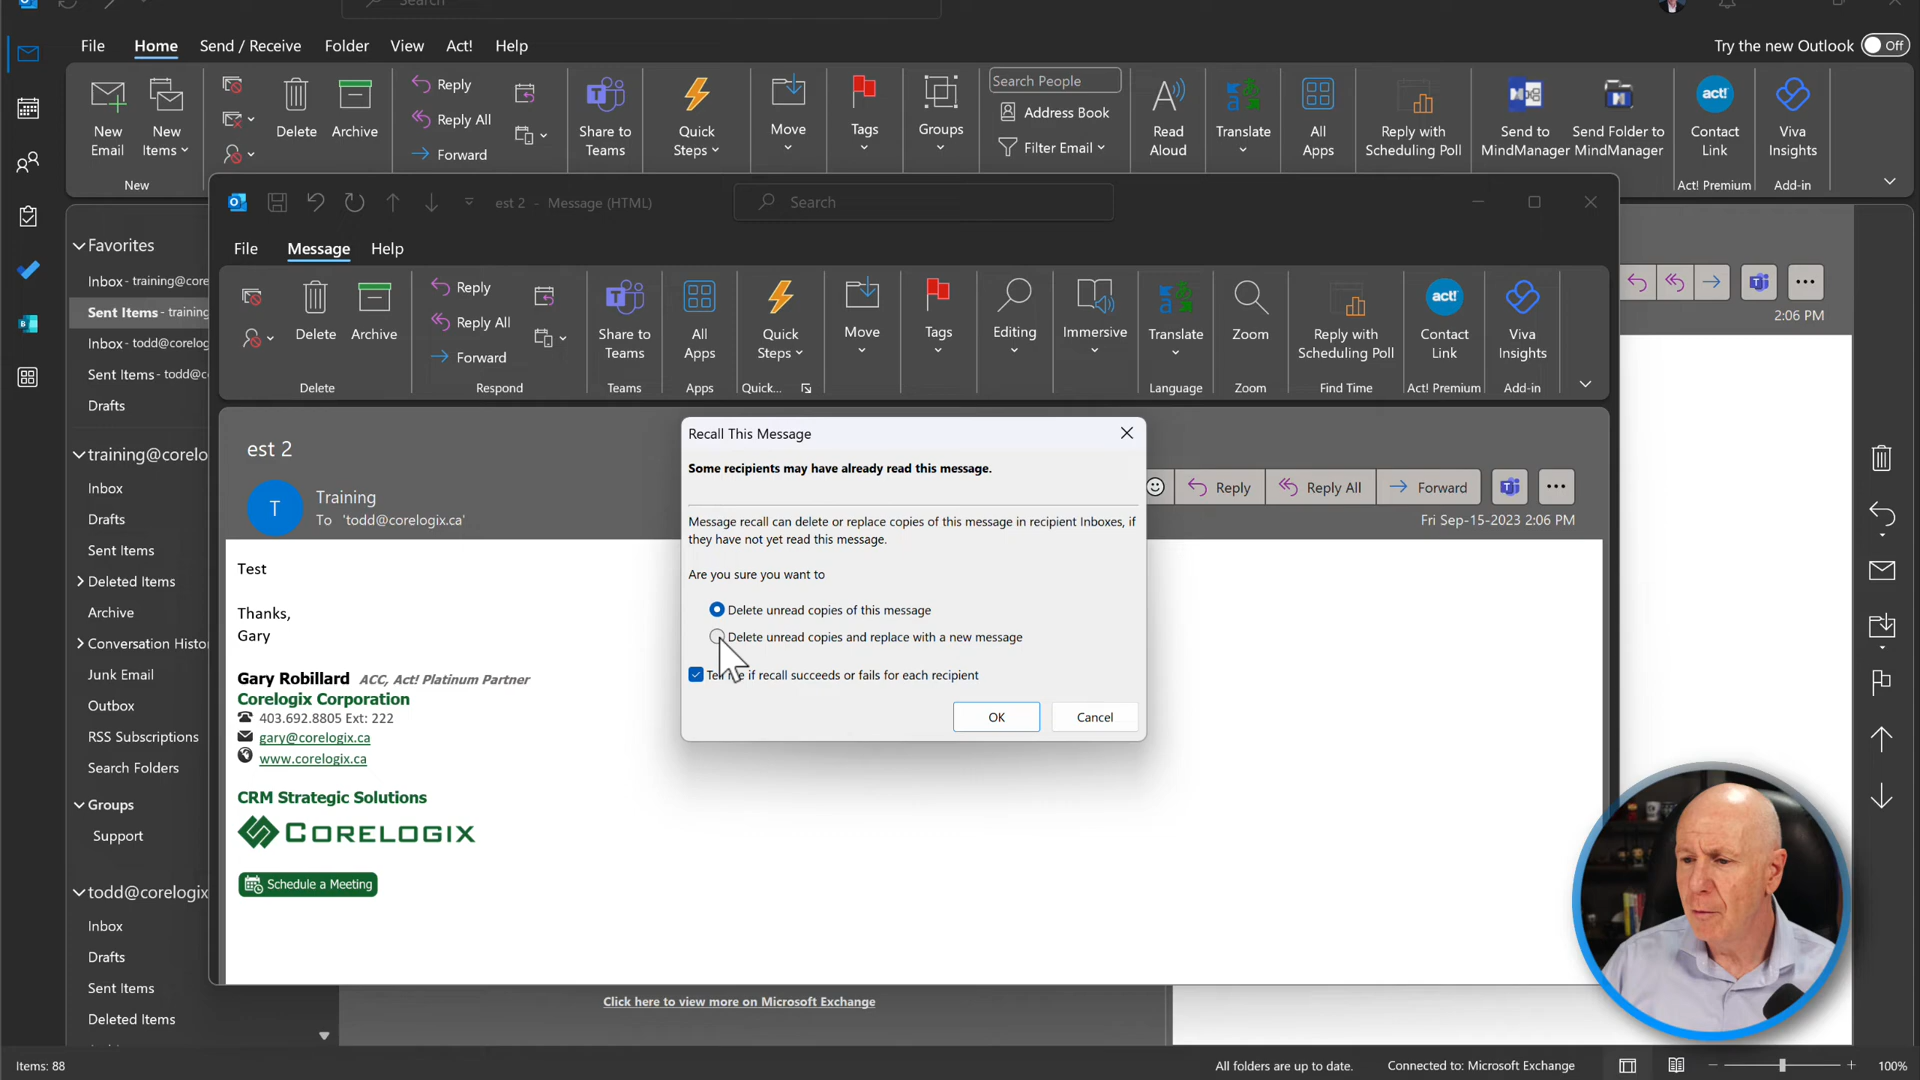 Search
File Home Send / Receive Folder View Act! Help
Try the new Outlook Off
New Email
New Items
Delete
Archive
Reply
Reply All
Forward
Share to Teams
Quick Steps
Move
Tags
Groups
Search People
Address Book
Filter Email
Read Aloud
Translate
All Apps
Reply with Scheduling Poll
Send to MindManager
Send Folder to MindManager
act!
Contact Link
Viva Insights
New
Act! Premium
Add-in
est 2 - Message (HTML)
Search
File Message Help
Delete
Archive
Reply
Reply All
Forward
Share to Teams
All Apps
Quick Steps
Move
Tags
Editing
Immersive
Translate
Zoom
Reply with Scheduling Poll
act!
Contact Link
Viva Insights
Delete
Respond
Teams
Apps
Quick...
Language
Zoom
Find Time
Act! Premium
Add-in
Favorites
Inbox - training@core
Sent Items - training
Inbox - todd@corelog
Sent Items - todd@co
Drafts
training@corelo
Inbox
Drafts
Sent Items
Deleted Items
Archive
Conversation Histo
Junk Email
Outbox
RSS Subscriptions
Search Folders
Groups
Support
todd@corelogix
Inbox
Drafts
Sent Items
Deleted Items
2:06 PM
est 2
T
Training
To 'todd@corelogix.ca'
Reply
Reply All
Forward
Fri Sep-15-2023 2:06 PM
Test
Thanks,
Gary
Gary Robillard ACC, Act! Platinum Partner
Corelogix Corporation
403.692.8805 Ext: 222
gary@corelogix.ca
www.corelogix.ca
CRM Strategic Solutions
CORELOGIX
Schedule a Meeting
Recall This Message
Some recipients may have already read this message.
Message recall can delete or replace copies of this message in recipient Inboxes, if
they have not yet read this message.
Are you sure you want to
Delete unread copies of this message
Delete unread copies and replace with a new message
Tell me if recall succeeds or fails for each recipient
OK
Cancel
Click here to view more on Microsoft Exchange
Items: 88
All folders are up to date.
Connected to: Microsoft Exchange
100%